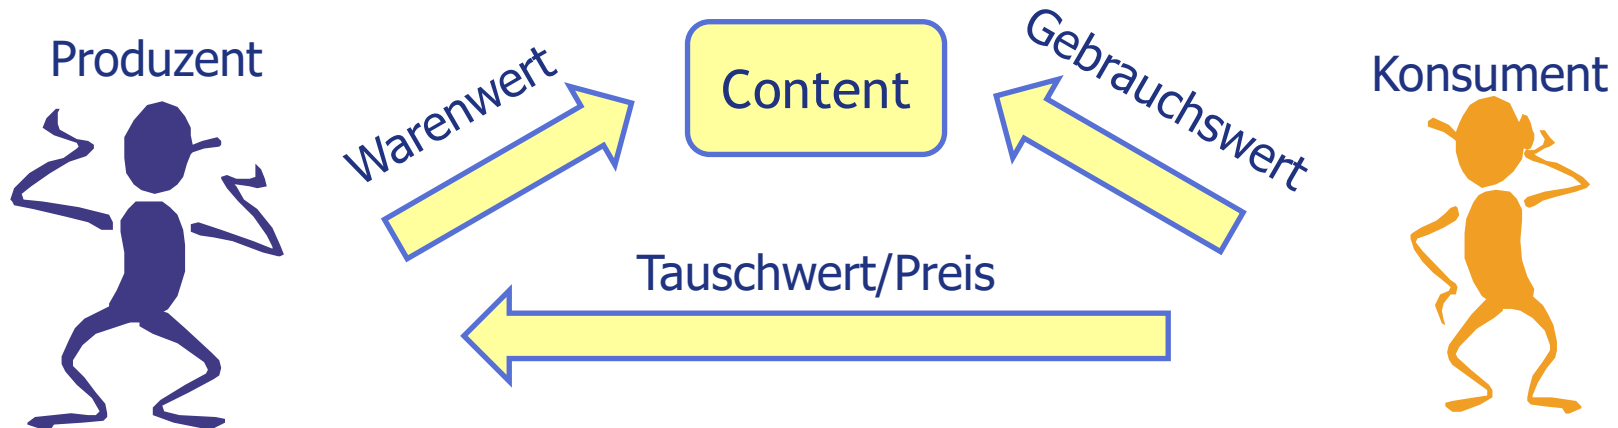 Produzent
Warenwert
Content
Gebrauchswert
Konsument
Tauschwert/Preis